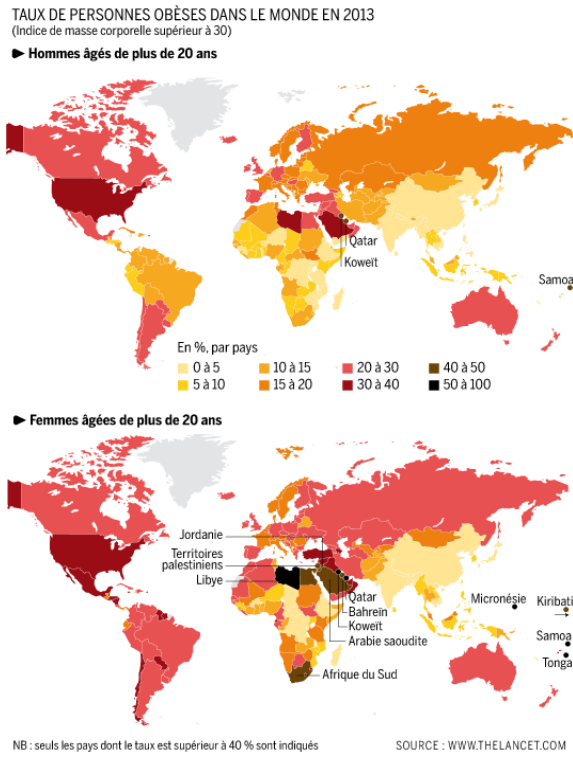 TAUX DE PERSONNES OBÈSES DANS LE MONDE EN 2013
(Indice de masse corporelle supérieur à 30)
Hommes âgés de plus de 20 ans
Qatar
Koweït
Samoa
En %, par pays
0 à 5
10 à 15
20 à 30
40 à 50
5 à 10
15 à 20
30 à 40
50 à 100
Femmes âgées de plus de 20 ans
Jordanie
Territoires
palestiniens
Libye
Qatar
Bahreïn
Koweït
Arabie saoudite
Afrique du Sud
Micronésie
Kiribati
Samoa
Tonga
NB : seuls les pays dont le taux est supérieur à 40 % sont indiqués
SOURCE : WWW.THELANCET.COM